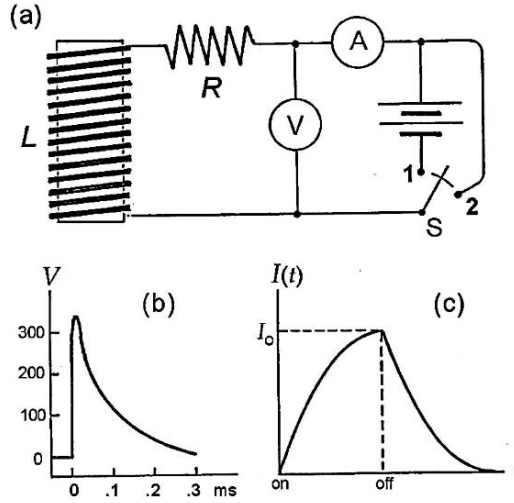 (a)
A
R
V
L
1
2
S
V
(b)
300
200
100
0
0 .1 .2 .3 ms
I(t)
(c)
I₀
on off